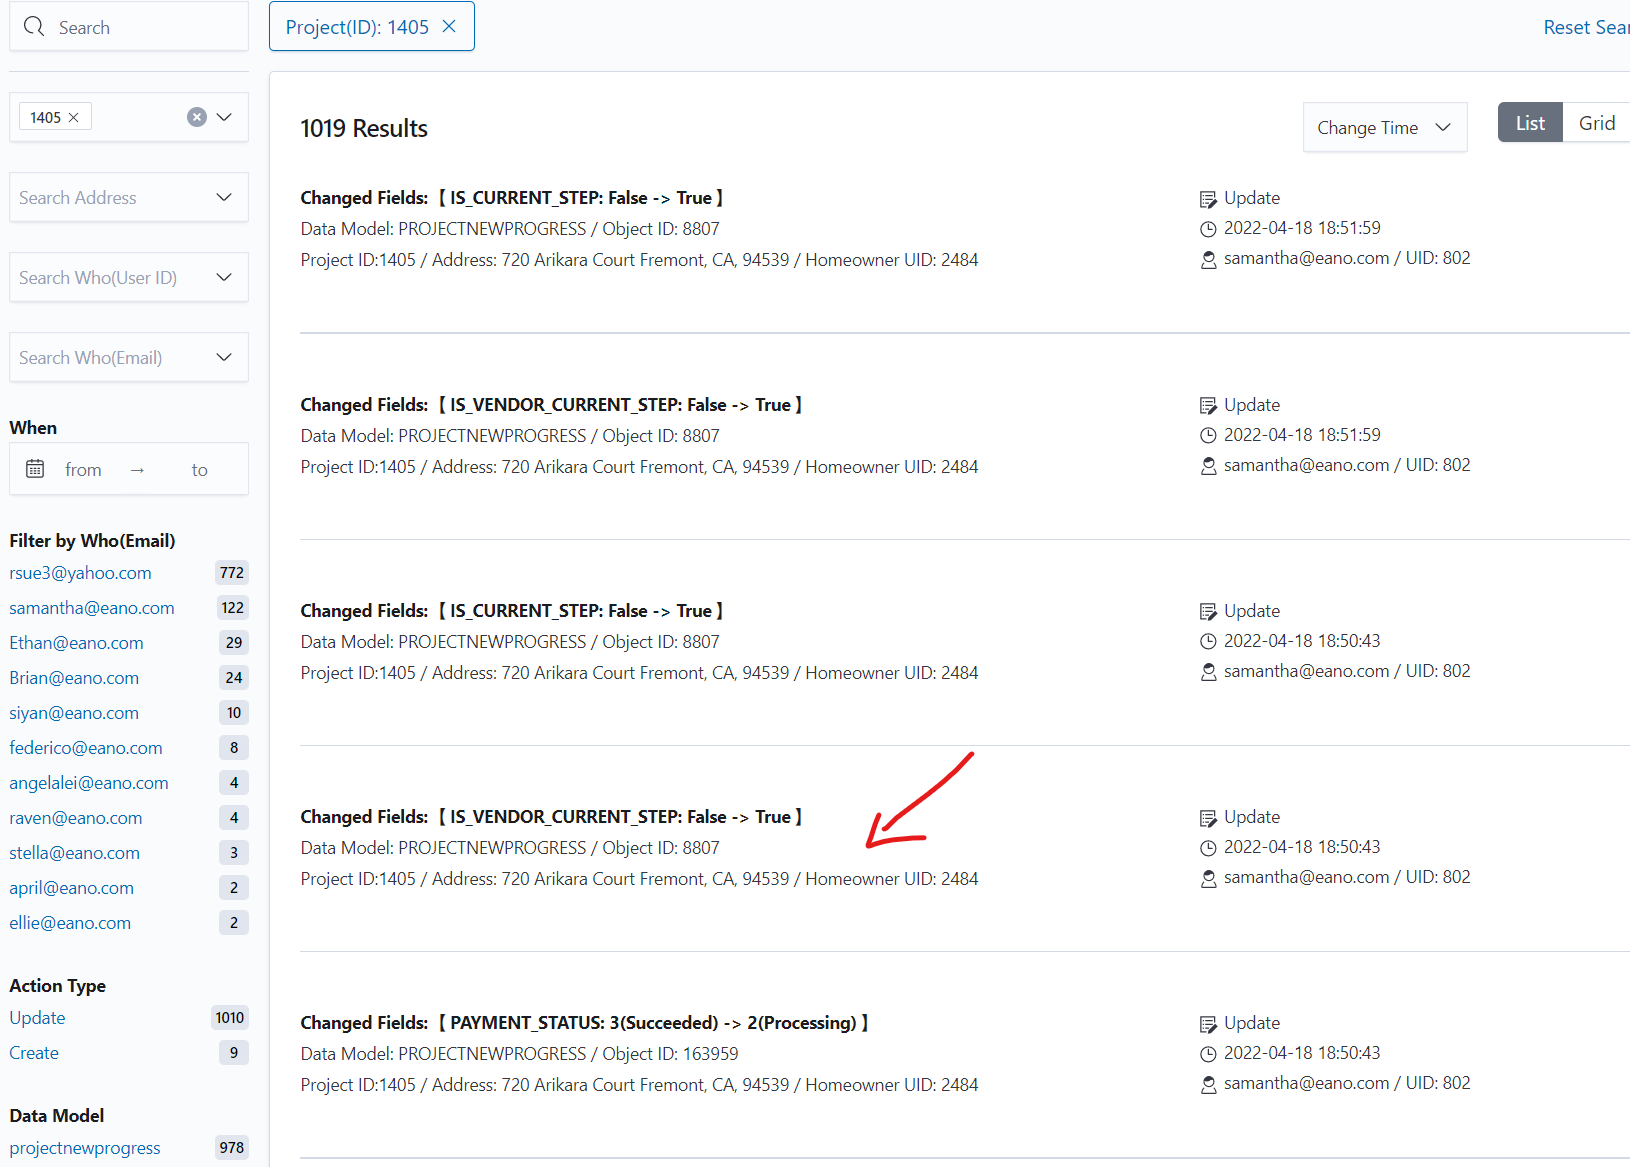 Search
Project(ID): 1405
Reset Sear
1405
Search Address
Search Who(User ID)
Search Who(Email)
When
from → to
Filter by Who(Email)
rsue3@yahoo.com 772
samantha@eano.com 122
Ethan@eano.com 29
Brian@eano.com 24
siyan@eano.com 10
federico@eano.com 8
angelalei@eano.com 4
raven@eano.com 4
stella@eano.com 3
april@eano.com 2
ellie@eano.com 2
Action Type
Update 1010
Create 9
Data Model
projectnewprogress 978
1019 Results
Change Time
List Grid
Changed Fields:【 IS_CURRENT_STEP: False -> True 】
Data Model: PROJECTNEWPROGRESS / Object ID: 8807
Project ID:1405 / Address: 720 Arikara Court Fremont, CA, 94539 / Homeowner UID: 2484
Update
2022-04-18 18:51:59
samantha@eano.com / UID: 802
Changed Fields:【 IS_VENDOR_CURRENT_STEP: False -> True 】
Data Model: PROJECTNEWPROGRESS / Object ID: 8807
Project ID:1405 / Address: 720 Arikara Court Fremont, CA, 94539 / Homeowner UID: 2484
Update
2022-04-18 18:51:59
samantha@eano.com / UID: 802
Changed Fields:【 IS_CURRENT_STEP: False -> True 】
Data Model: PROJECTNEWPROGRESS / Object ID: 8807
Project ID:1405 / Address: 720 Arikara Court Fremont, CA, 94539 / Homeowner UID: 2484
Update
2022-04-18 18:50:43
samantha@eano.com / UID: 802
Changed Fields:【 IS_VENDOR_CURRENT_STEP: False -> True 】
Data Model: PROJECTNEWPROGRESS / Object ID: 8807
Project ID:1405 / Address: 720 Arikara Court Fremont, CA, 94539 / Homeowner UID: 2484
Update
2022-04-18 18:50:43
samantha@eano.com / UID: 802
Changed Fields:【 PAYMENT_STATUS: 3(Succeeded) -> 2(Processing) 】
Data Model: PROJECTNEWPROGRESS / Object ID: 163959
Project ID:1405 / Address: 720 Arikara Court Fremont, CA, 94539 / Homeowner UID: 2484
Update
2022-04-18 18:50:43
samantha@eano.com / UID: 802